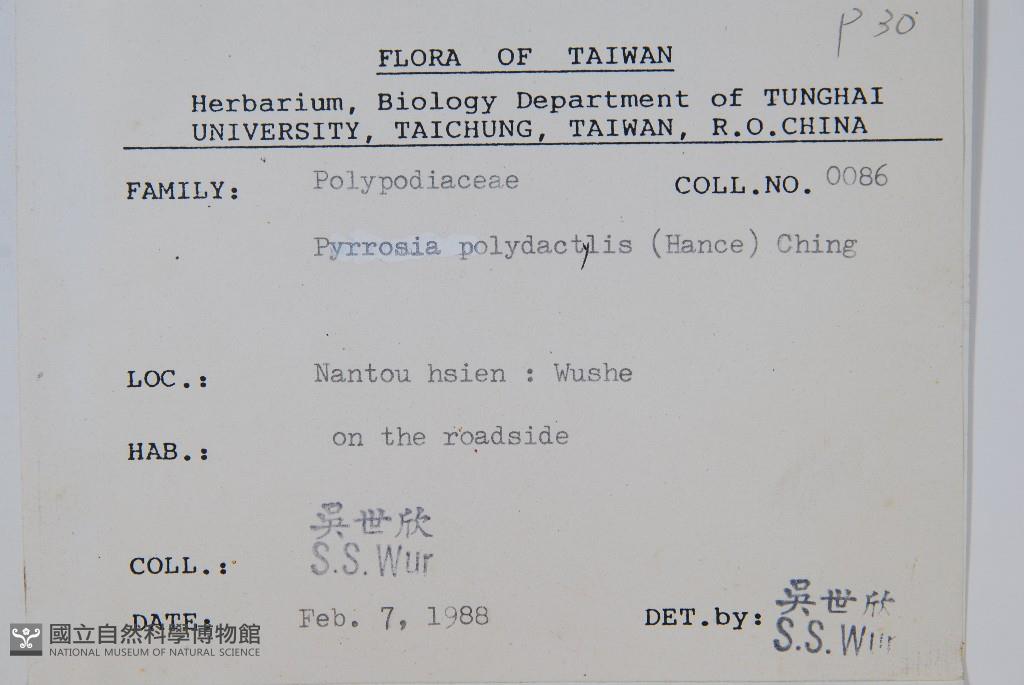 P 30
FLORA OF TAIWAN
Herbarium, Biology Department of TUNGHAI
UNIVERSITY, TAICHUNG, TAIWAN, R.O.CHINA
FAMILY: Polypodiaceae COLL.NO. 0086
Pyrrosia polydactylis (Hance) Ching
LOC.: Nantou hsien : Wushe
HAB.: on the roadside
吳世欣
COLL.: S.S.Wur
DATE: Feb. 7, 1988 DET.by: 吳世欣
S.S.Wur
國立自然科學博物館
NATIONAL MUSEUM OF NATURAL SCIENCE